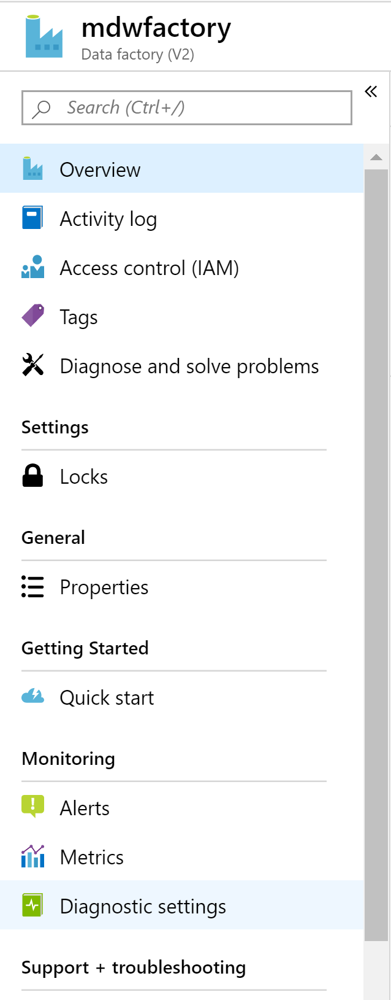 mdwfactory
Data factory (V2)
Search (Ctrl+/)
Overview
Activity log
Access control (IAM)
Tags
Diagnose and solve problems
Settings
Locks
General
Properties
Getting Started
Quick start
Monitoring
Alerts
Metrics
Diagnostic settings
Support + troubleshooting